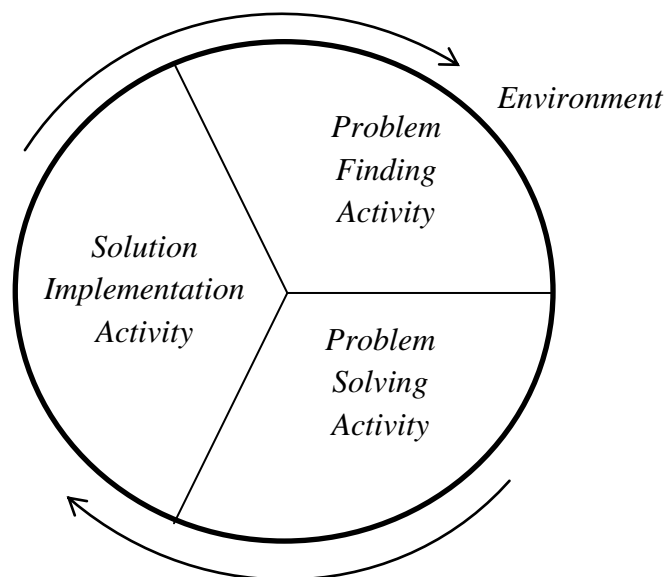 Environment
Problem
Finding
Activity
Solution
Implementation
Activity
Problem
Solving
Activity